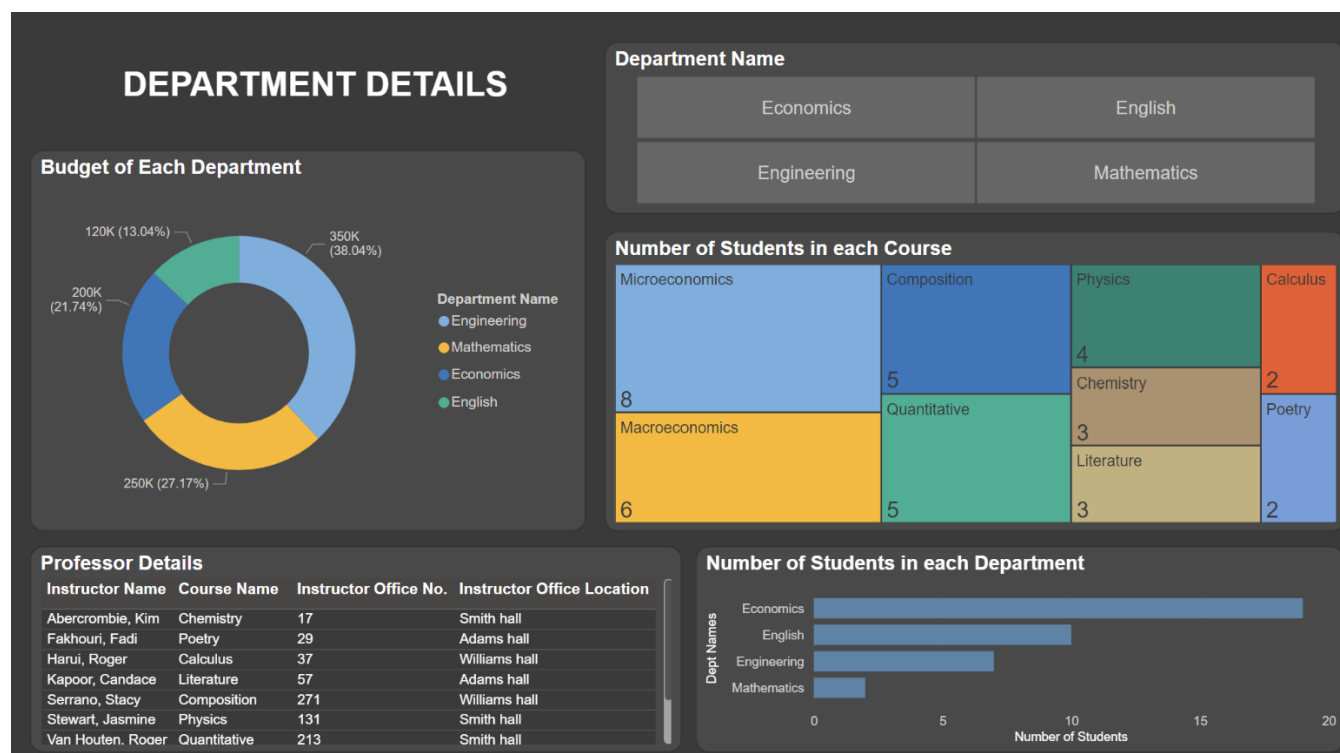 DEPARTMENT DETAILS
Department Name
Economics English
Engineering Mathematics
Budget of Each Department
120K (13.04%)
350K
(38.04%)
200K
(21.74%)
250K (27.17%)
Department Name
Engineering
Mathematics
Economics
English
Number of Students in each Course
Microeconomics
8
Macroeconomics
6
Composition
5
Quantitative
5
Physics
4
Chemistry
3
Literature
3
Calculus
2
Poetry
2
Professor Details
Instructor Name Course Name Instructor Office No. Instructor Office Location
Abercrombie, Kim Chemistry 17 Smith hall
Fakhouri, Fadi Poetry 29 Adams hall
Harui, Roger Calculus 37 Williams hall
Kapoor, Candace Literature 57 Adams hall
Serrano, Stacy Composition 271 Williams hall
Stewart, Jasmine Physics 131 Smith hall
Van Houten, Roger Quantitative 213 Smith hall
Number of Students in each Department
Dept Names
Economics
English
Engineering
Mathematics
0 5 10 15 20
Number of Students